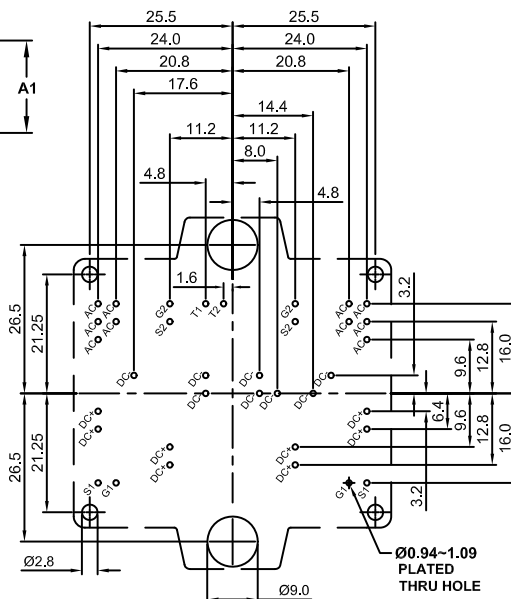 25.5 25.5
24.0 24.0
20.8 20.8
A1
17.6
14.4
11.2 11.2
8.0
4.8
4.8
1.6
3.2
26.5
21.25
AC AC G2 T1 T2 G2 AC AC
AC AC S2 S2 AC AC
AC AC
9.6
12.8
16.0
DC- DC- DC- DC-
DC- DC- DC- DC-
DC+ DC+
DC+ DC+
6.4
9.6
12.8
16.0
26.5
21.25
DC+ DC+
DC+ DC+
3.2
S1 G1 G1 S1
Ø2.8
Ø9.0
Ø0.94~1.09
PLATED
THRU HOLE